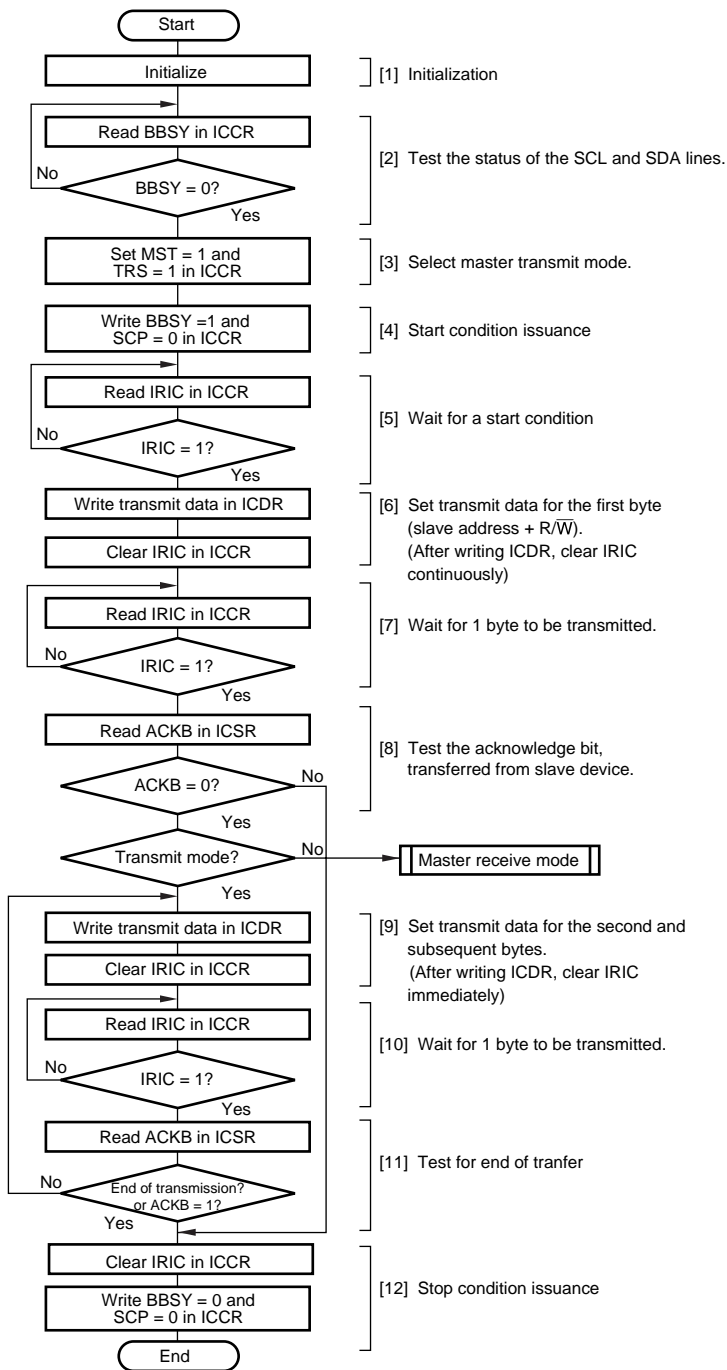 Start
Initialize
[1] Initialization
Read BBSY in ICCR
No
BBSY = 0?
Yes
[2] Test the status of the SCL and SDA lines.
Set MST = 1 and
TRS = 1 in ICCR
[3] Select master transmit mode.
Write BBSY =1 and
SCP = 0 in ICCR
[4] Start condition issuance
Read IRIC in ICCR
No
IRIC = 1?
Yes
[5] Wait for a start condition
Write transmit data in ICDR
Clear IRIC in ICCR
[6] Set transmit data for the first byte
(slave address + R/W̅).
(After writing ICDR, clear IRIC
continuously)
Read IRIC in ICCR
No
IRIC = 1?
Yes
[7] Wait for 1 byte to be transmitted.
Read ACKB in ICSR
ACKB = 0?
No
Yes
[8] Test the acknowledge bit,
transferred from slave device.
Transmit mode?
No
Master receive mode
Yes
Write transmit data in ICDR
Clear IRIC in ICCR
[9] Set transmit data for the second and
subsequent bytes.
(After writing ICDR, clear IRIC
immediately)
Read IRIC in ICCR
No
IRIC = 1?
Yes
[10] Wait for 1 byte to be transmitted.
Read ACKB in ICSR
No
End of transmission?
or ACKB = 1?
Yes
[11] Test for end of tranfer
Clear IRIC in ICCR
Write BBSY = 0 and
SCP = 0 in ICCR
[12] Stop condition issuance
End